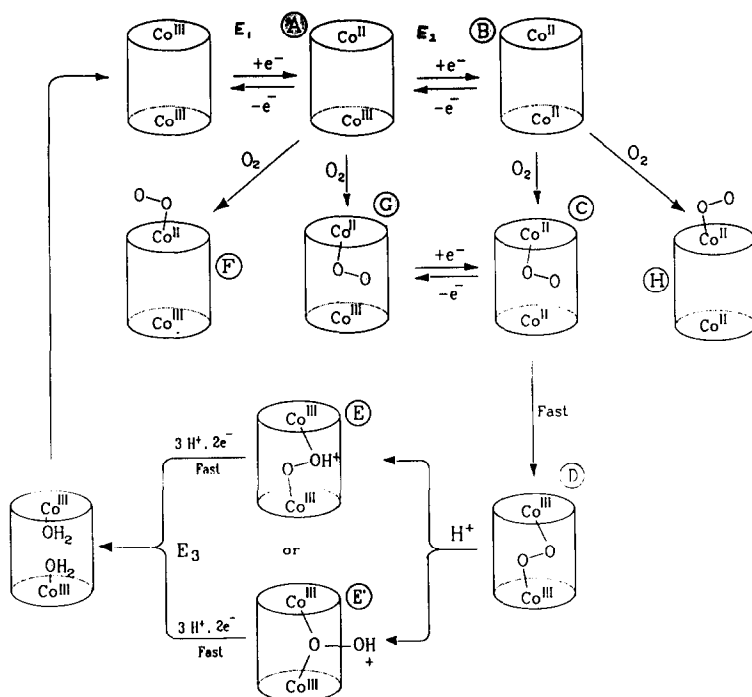 Co^III E₁ A Co^II E₂ B Co^II
+e⁻ +e⁻
−e⁻ −e⁻
Co^III Co^III Co^II
O₂ O₂ O₂ O₂
O O G C O O
Co^II F Co^II Co^II H Co^II
O O +e⁻ O O
−e⁻
Co^III Co^III Co^II Co^II
Fast
Co^III E D
3 H⁺, 2e⁻
Fast O OH⁺
Co^III Co^III
Co^III
OH₂ E₃ or H⁺ O O
OH₂
Co^III Co^III E' Co^III
3 H⁺, 2e⁻ O OH
Fast +
Co^III